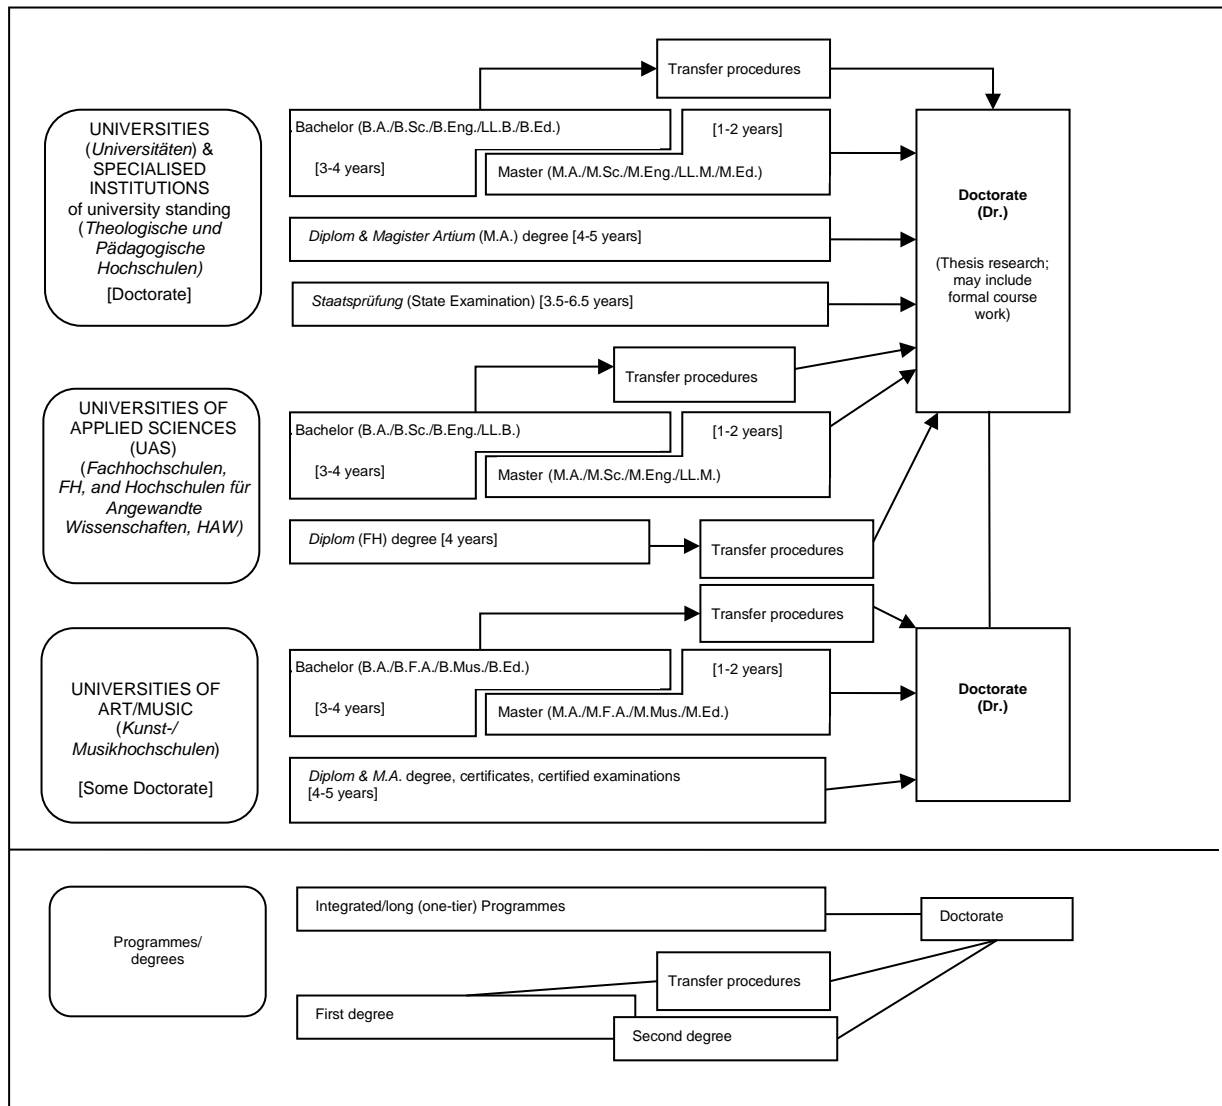 Transfer procedures
UNIVERSITIES
(Universitäten) &
SPECIALISED
INSTITUTIONS
of university standing
(Theologische und
Pädagogische
Hochschulen)
[Doctorate]
. Bachelor (B.A./B.Sc./B.Eng./LL.B./B.Ed.)
[3-4 years]
[1-2 years]
Master (M.A./M.Sc./M.Eng./LL.M./M.Ed.)
Diplom & Magister Artium (M.A.) degree [4-5 years]
Staatsprüfung (State Examination) [3.5-6.5 years]
Doctorate
(Dr.)
(Thesis research;
may include
formal course
work)
Transfer procedures
UNIVERSITIES OF
APPLIED SCIENCES
(UAS)
(Fachhochschulen,
FH, and Hochschulen für
Angewandte
Wissenschaften, HAW)
. Bachelor (B.A./B.Sc./B.Eng./LL.B.)
[3-4 years]
[1-2 years]
Master (M.A./M.Sc./M.Eng./LL.M.)
Diplom (FH) degree [4 years]
Transfer procedures
Transfer procedures
UNIVERSITIES OF
ART/MUSIC
(Kunst-/
Musikhochschulen)
[Some Doctorate]
. Bachelor (B.A./B.F.A./B.Mus./B.Ed.)
[3-4 years]
[1-2 years]
Master (M.A./M.F.A./M.Mus./M.Ed.)
Diplom & M.A. degree, certificates, certified examinations
[4-5 years]
Doctorate
(Dr.)
Programmes/
degrees
Integrated/long (one-tier) Programmes
Doctorate
Transfer procedures
First degree
Second degree